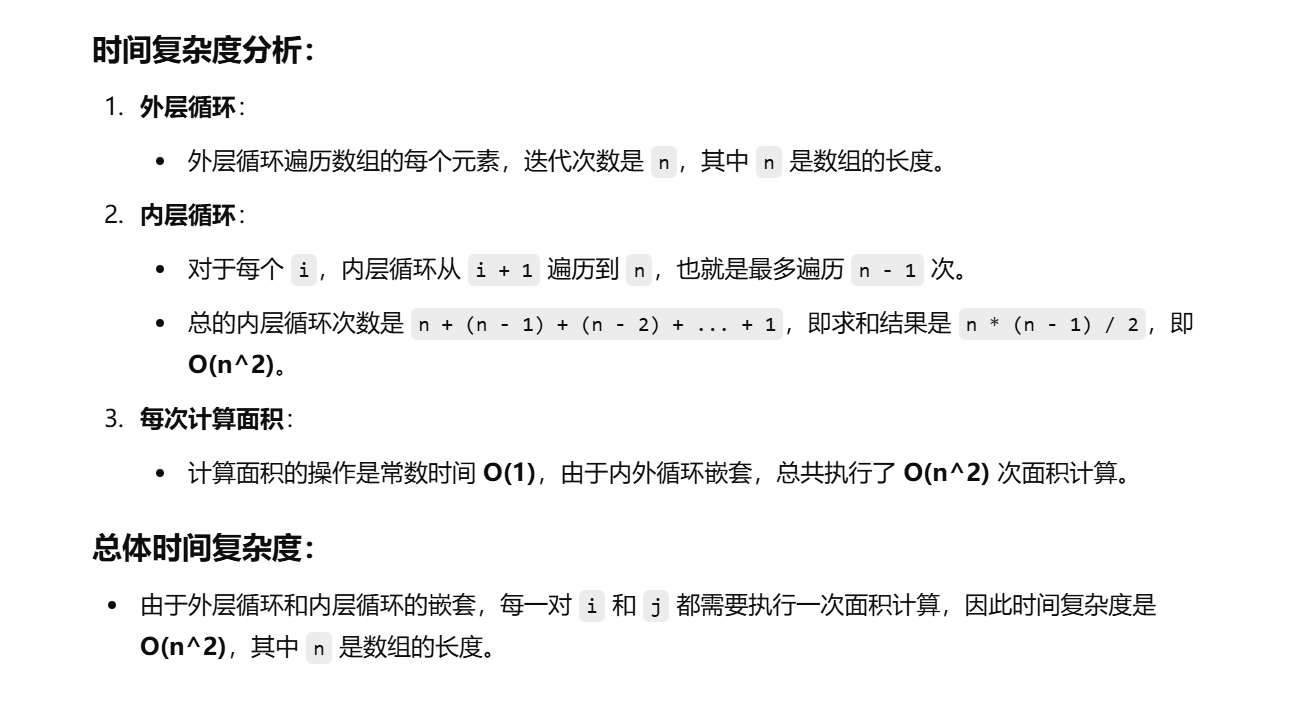 时间复杂度分析：
1. 外层循环：
• 外层循环遍历数组的每个元素，迭代次数是 n，其中 n 是数组的长度。
2. 内层循环：
• 对于每个 i，内层循环从 i + 1 遍历到 n，也就是最多遍历 n - 1 次。
• 总的内层循环次数是 n + (n - 1) + (n - 2) + ... + 1，即求和结果是 n * (n - 1) / 2，即
O(n^2)。
3. 每次计算面积：
• 计算面积的操作是常数时间 O(1)，由于内外循环嵌套，总共执行了 O(n^2) 次面积计算。
总体时间复杂度：
• 由于外层循环和内层循环的嵌套，每一对 i 和 j 都需要执行一次面积计算，因此时间复杂度是
O(n^2)，其中 n 是数组的长度。